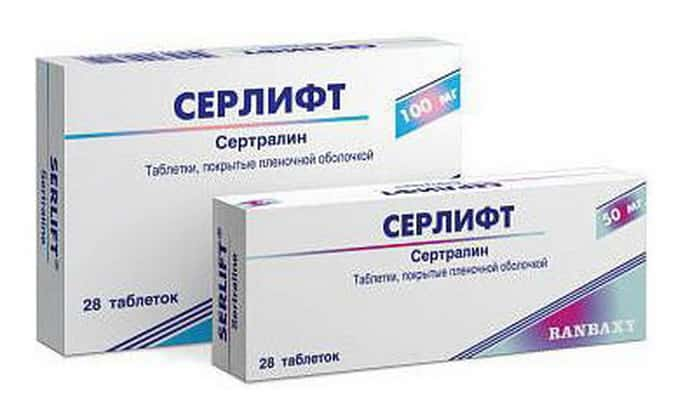 СЕРЛИФТ
100 мг
Сертралин
Таблетки, покрытые пленочной оболочкой
SERLIFT®
Sertraline
28 таблеток
СЕРЛИФТ
50 мг
Сертралин
Таблетки, покрытые пленочной оболочкой
SERLIFT®
Sertraline
28 таблеток
RANBAXY